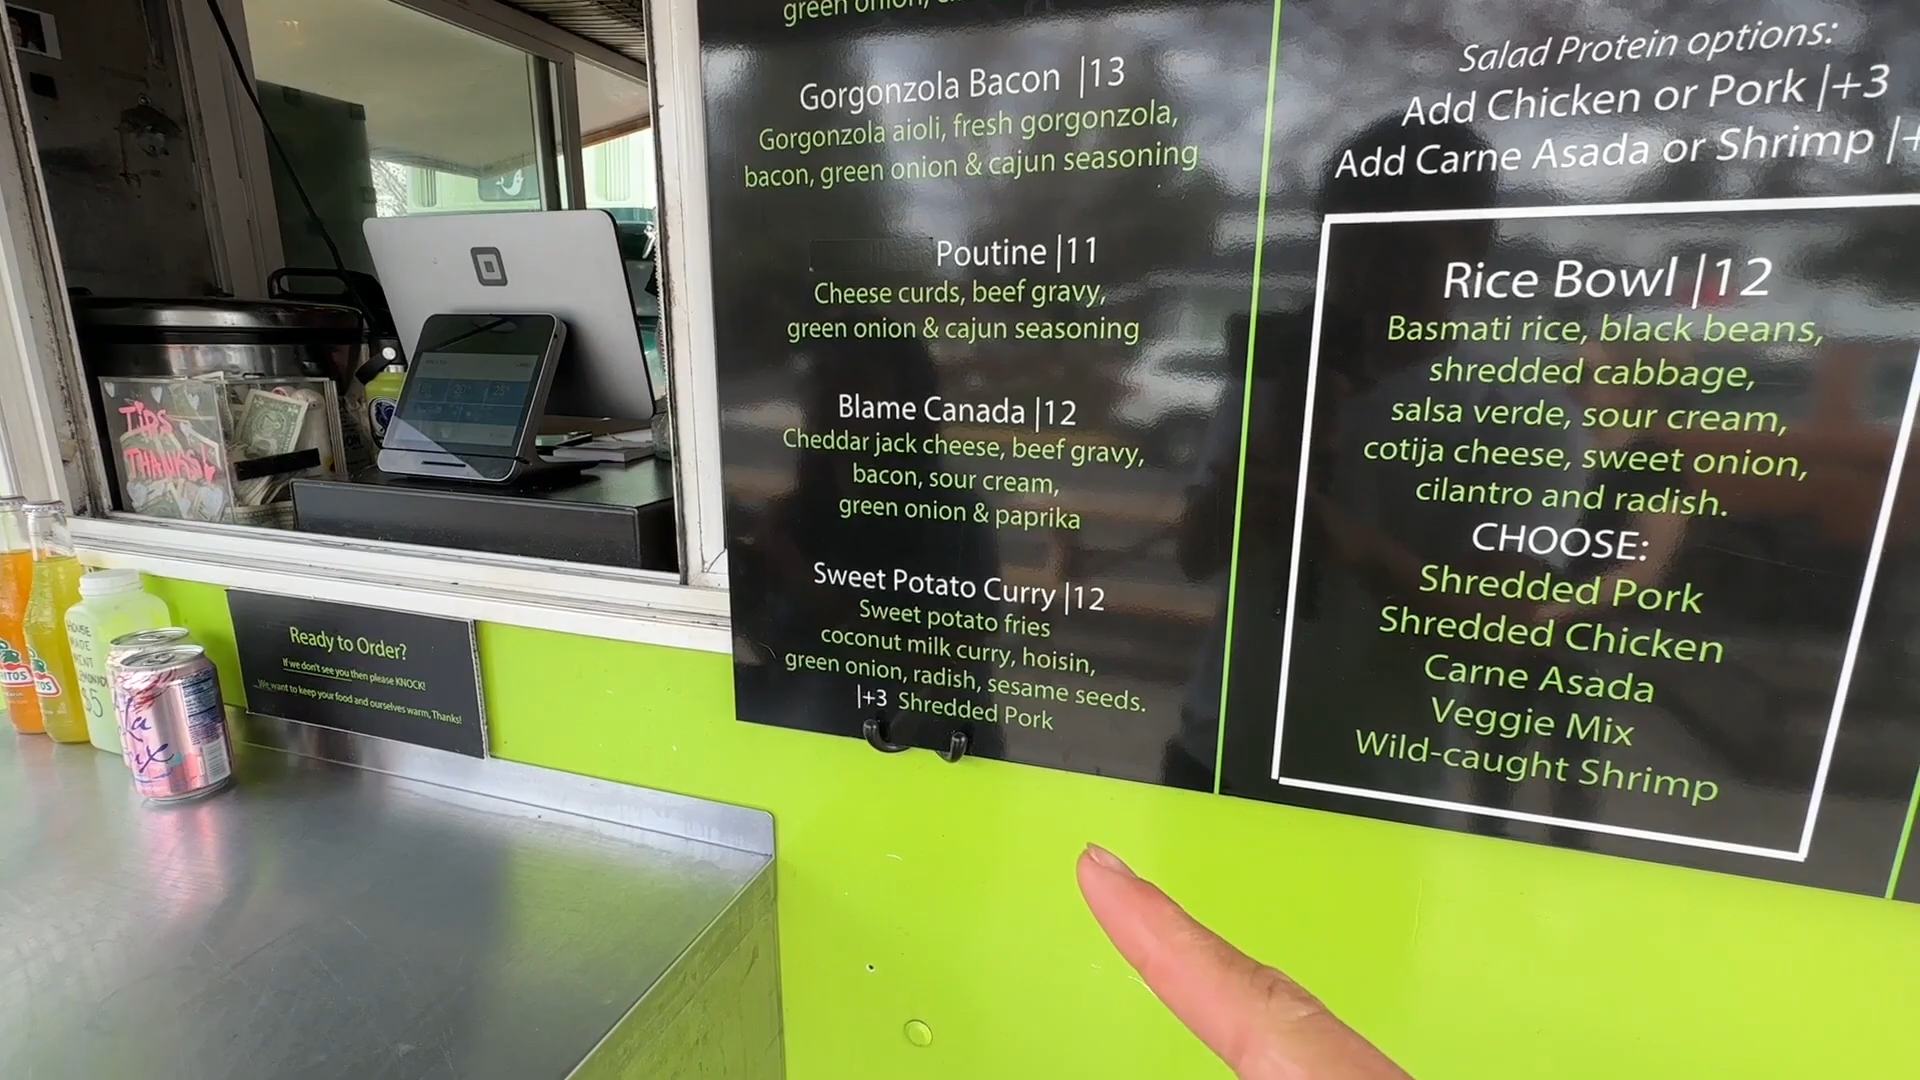 green onion,
Gorgonzola Bacon |13
Gorgonzola aioli, fresh gorgonzola,
bacon, green onion & cajun seasoning
Poutine |11
Cheese curds, beef gravy,
green onion & cajun seasoning
Blame Canada |12
Cheddar jack cheese, beef gravy,
bacon, sour cream,
green onion & paprika
Sweet Potato Curry |12
Sweet potato fries
coconut milk curry, hoisin,
green onion, radish, sesame seeds.
|+3 Shredded Pork
Salad Protein options:
Add Chicken or Pork |+3
Add Carne Asada or Shrimp |+
Rice Bowl |12
Basmati rice, black beans,
shredded cabbage,
salsa verde, sour cream,
cotija cheese, sweet onion,
cilantro and radish.
CHOOSE:
Shredded Pork
Shredded Chicken
Carne Asada
Veggie Mix
Wild-caught Shrimp
TIPS
THANKS!
Ready to Order?
If we don't see you then please KNOCK!
We want to keep your food and ourselves warm, Thanks!
HOUSE
MADE
MINT
LEMONADE
$5
La